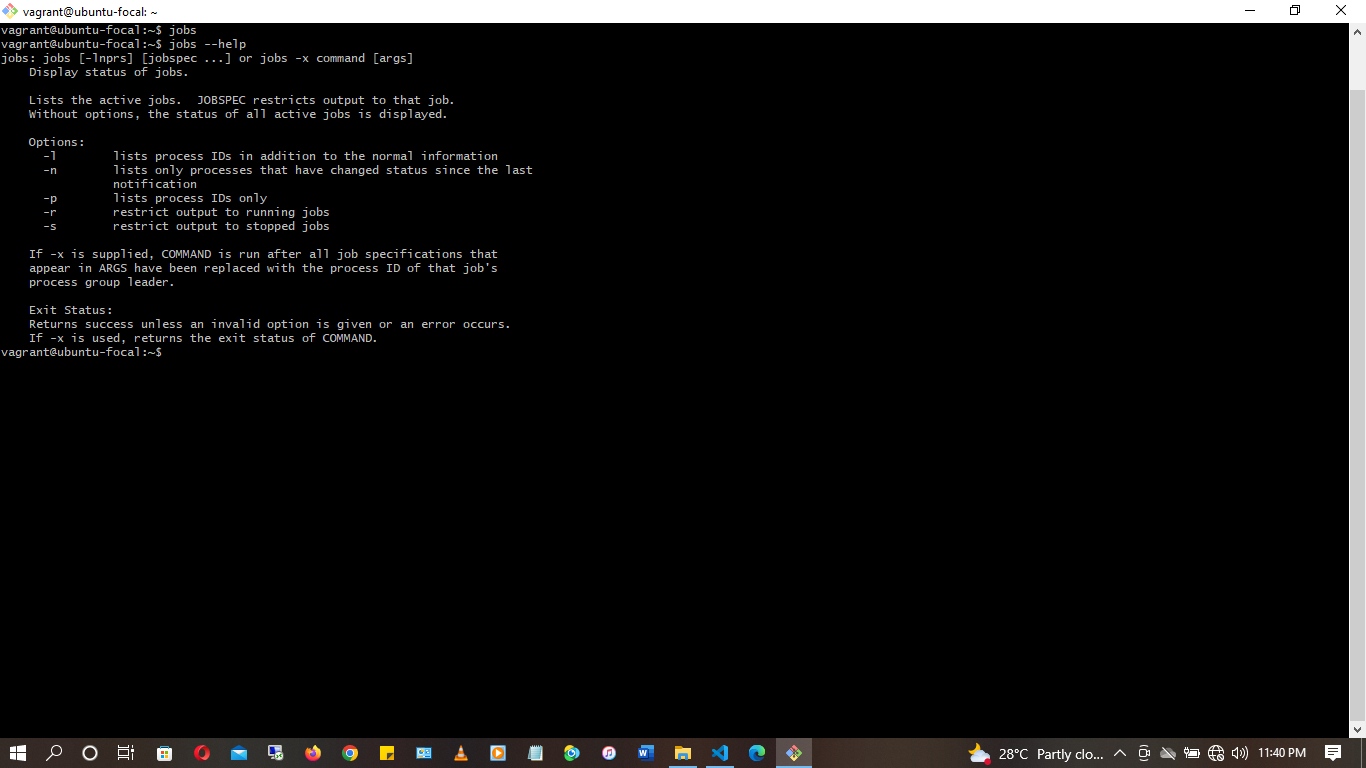 vagrant@ubuntu-focal: ~
vagrant@ubuntu-focal:~$ jobs
vagrant@ubuntu-focal:~$ jobs --help
jobs: jobs [-lnprs] [jobspec ...] or jobs -x command [args]
    Display status of jobs.

    Lists the active jobs.  JOBSPEC restricts output to that job.
    Without options, the status of all active jobs is displayed.

    Options:
      -l        lists process IDs in addition to the normal information
      -n        lists only processes that have changed status since the last
                notification
      -p        lists process IDs only
      -r        restrict output to running jobs
      -s        restrict output to stopped jobs

    If -x is supplied, COMMAND is run after all job specifications that
    appear in ARGS have been replaced with the process ID of that job's
    process group leader.

    Exit Status:
    Returns success unless an invalid option is given or an error occurs.
    If -x is used, returns the exit status of COMMAND.
vagrant@ubuntu-focal:~$
28°C  Partly clo...  11:40 PM